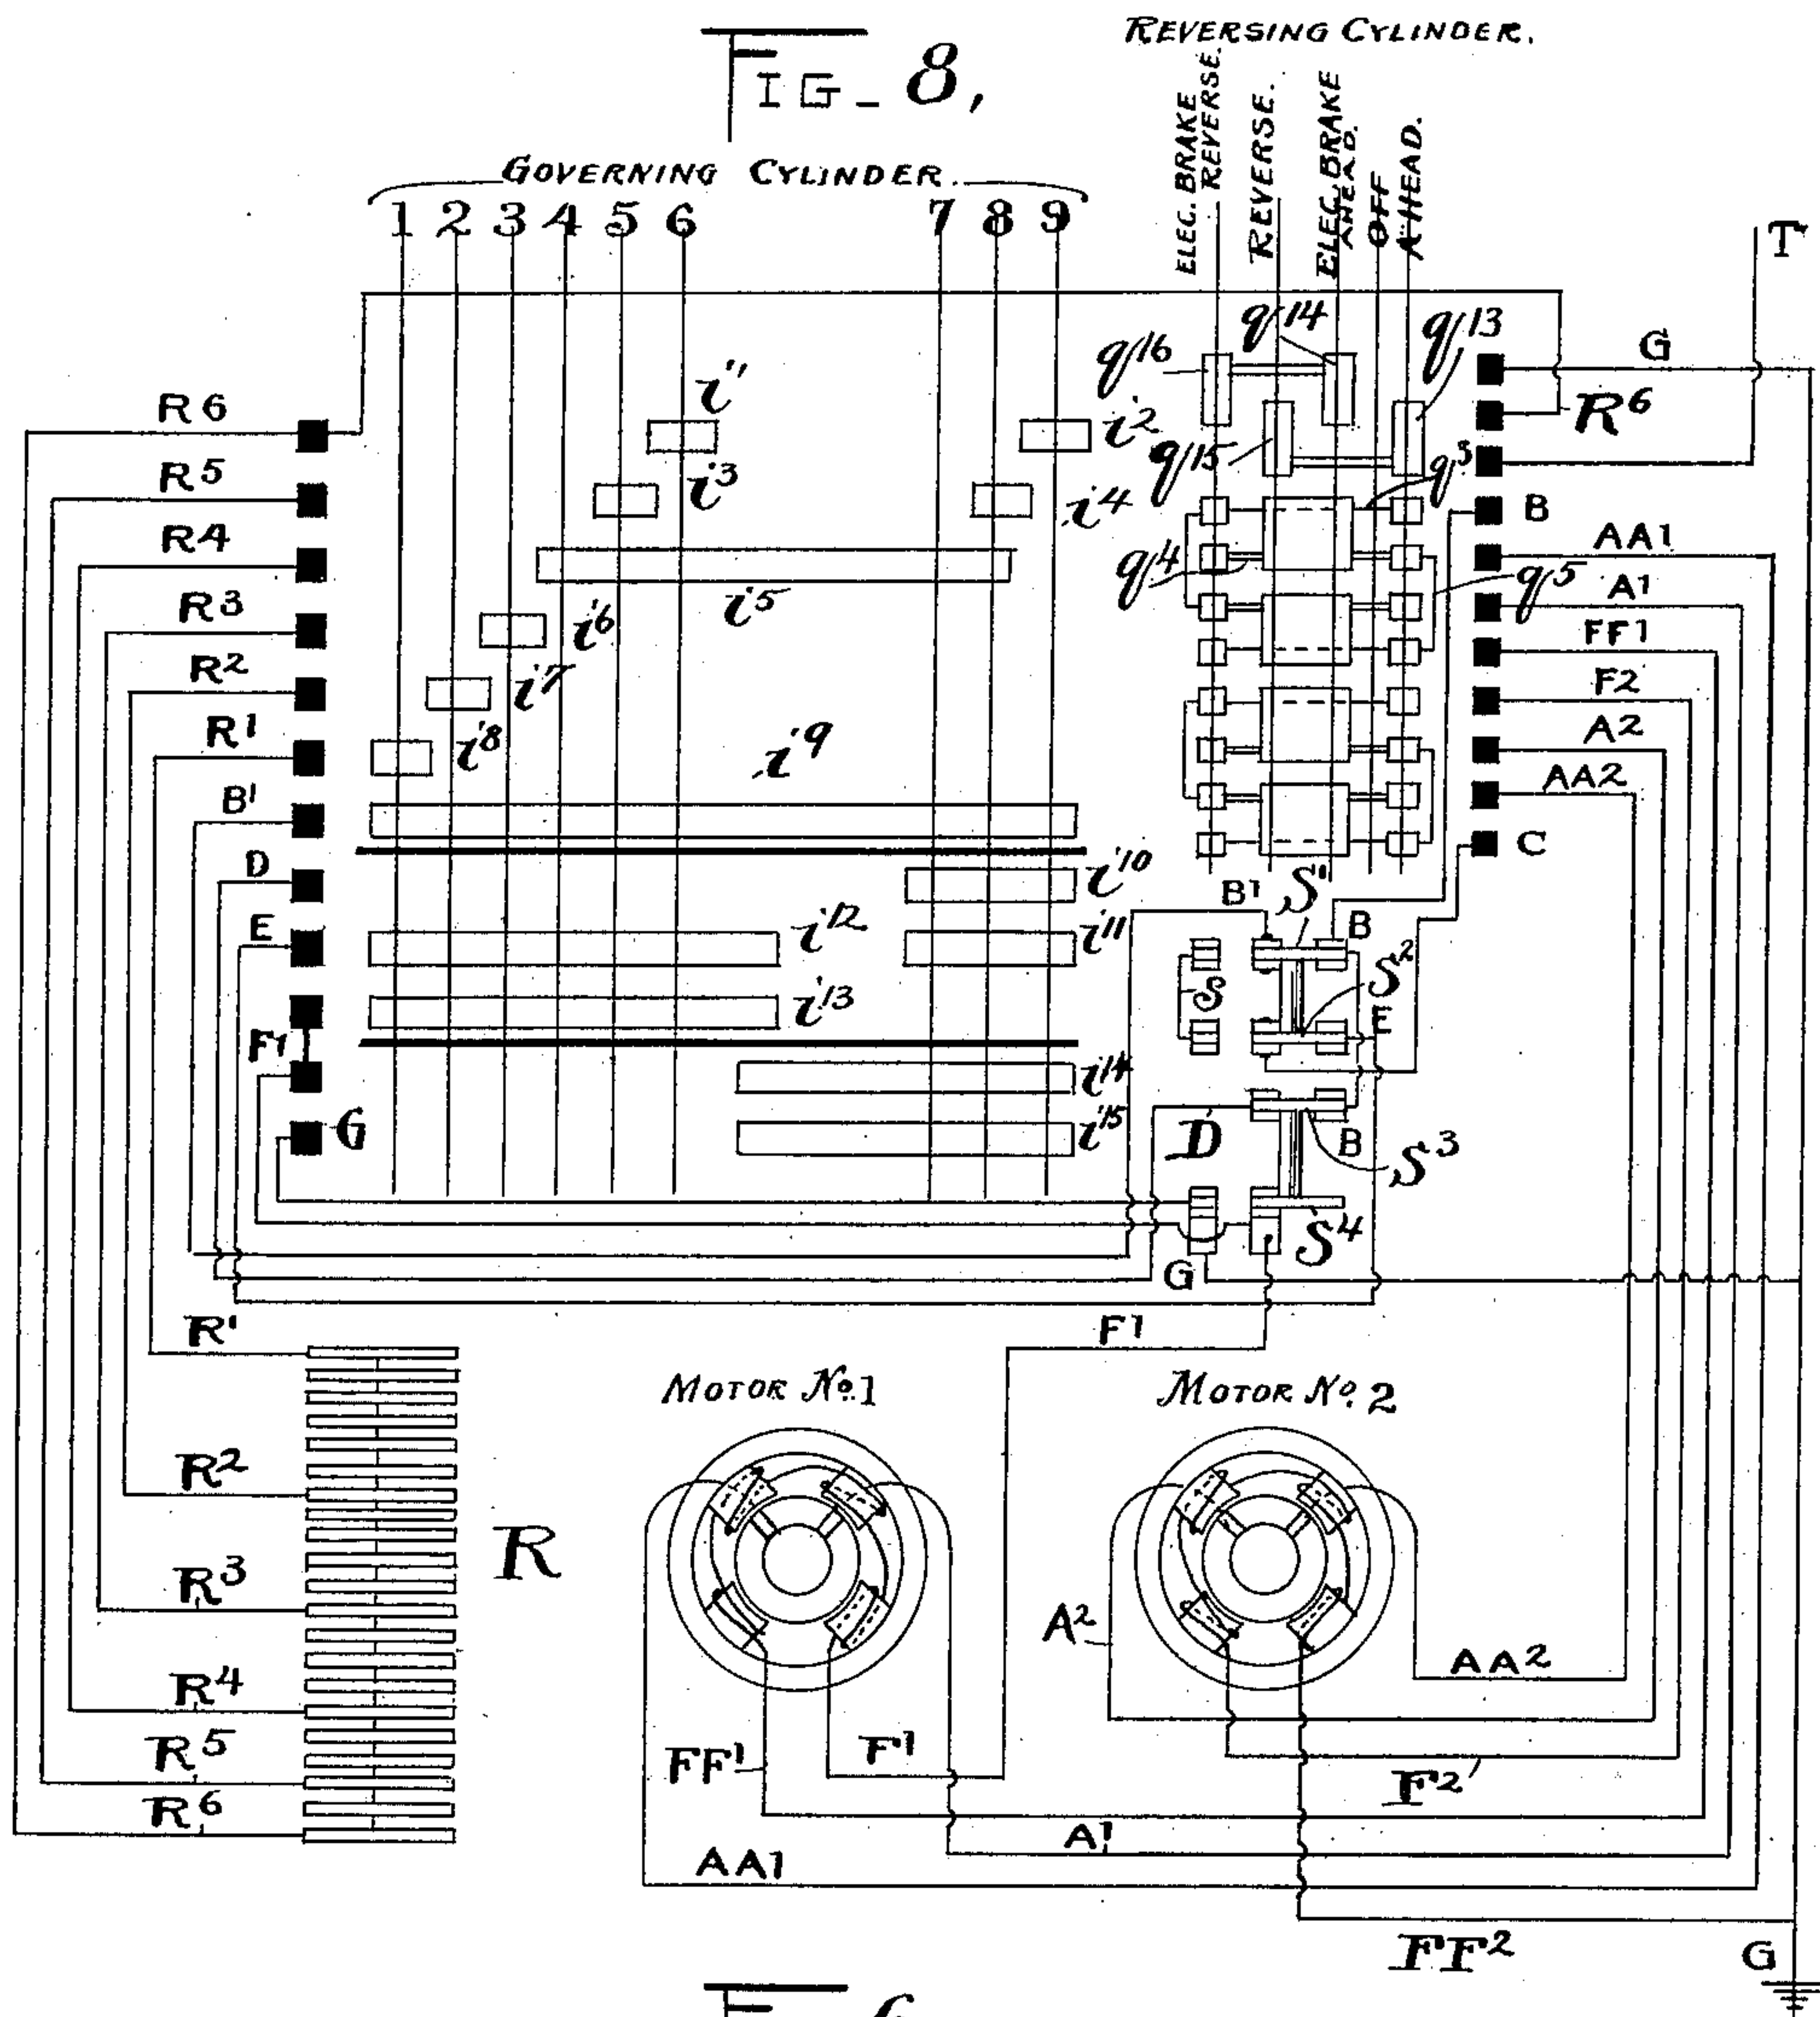 FIG_ 8,
REVERSING CYLINDER.
GOVERNING CYLINDER.
1 2 3 4 5 6 7 8 9
ELEC. BRAKE REVERSE.
REVERSE.
ELEC. BRAKE AHEAD.
OFF
AHEAD.
T
G
R6
q16 q14 q13
q15 q3
q4 q5
B
AA1
A1
FF1
F2
A2
AA2
C
R6
R5
R4
R3
R2
R1
B1
D
E
F1
G
i" i2
i3 i4
i5
i6
i7
i8 i9
i10
i12 i11
i13
i14
i15
B1 S' B
S S2
E
D B S3
S4
G
F1
R'
R2
R3
R4
R5
R6
R
MOTOR No. 1
MOTOR No. 2
A2 AA2
FF1 F1
F2
A1
AA1
FF2 G